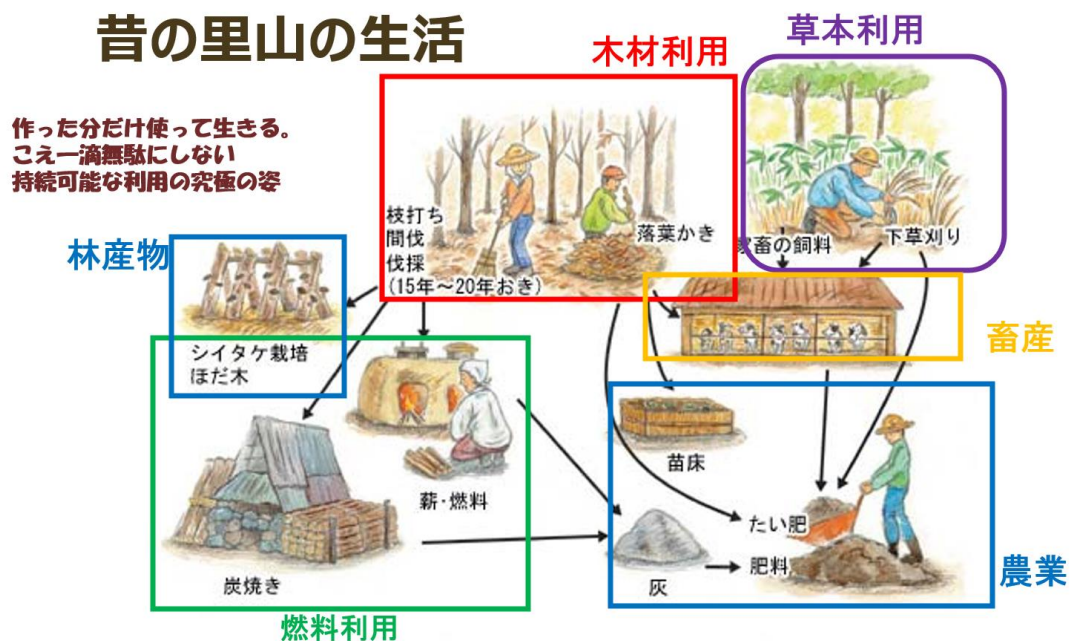 昔の里山の生活
作った分だけ使って生きる。
こえ一滴無駄にしない
持続可能な利用の究極の姿
木材利用
草本利用
枝打ち
間伐
伐採
(15年～20年おき)
落葉かき
家畜の飼料
下草刈り
林産物
シイタケ栽培
ほだ木
畜産
苗床
薪・燃料
たい肥
炭焼き
灰
肥料
農業
燃料利用